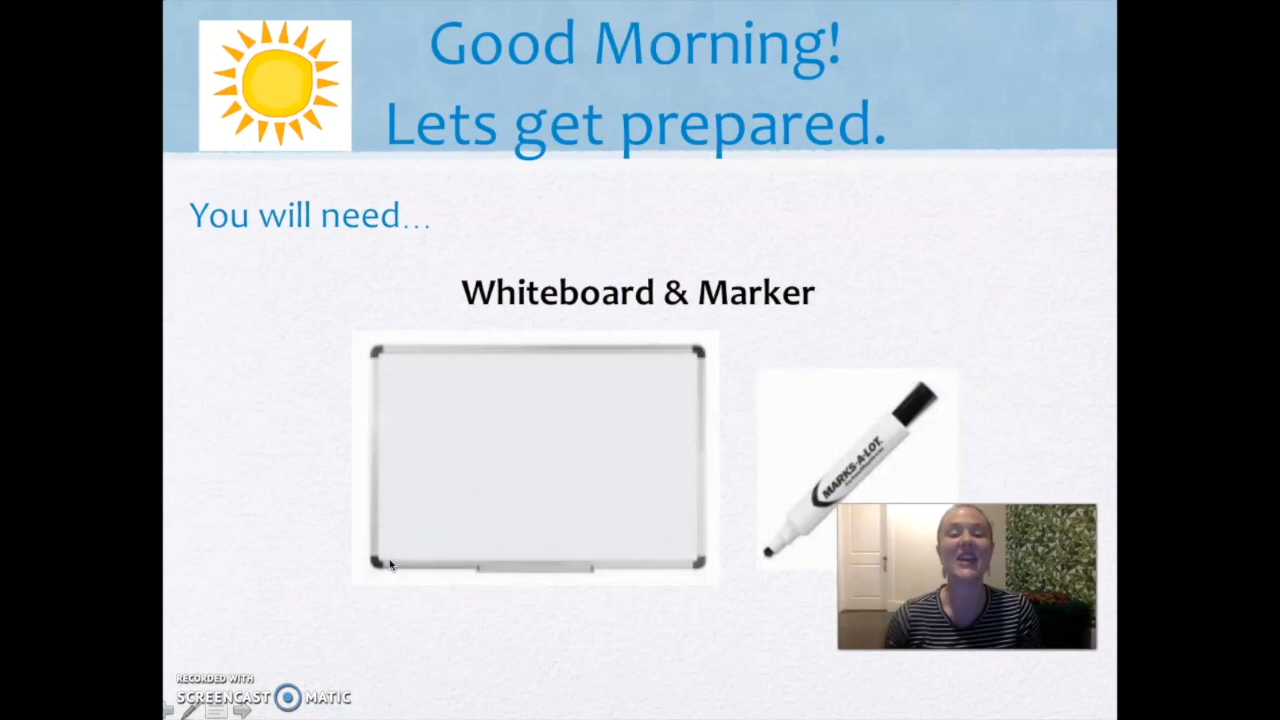 Good Morning!
Lets get prepared.
You will need...
Whiteboard & Marker
MARKS-A-LOT
RECORDED WITH
SCREENCAST MATIC